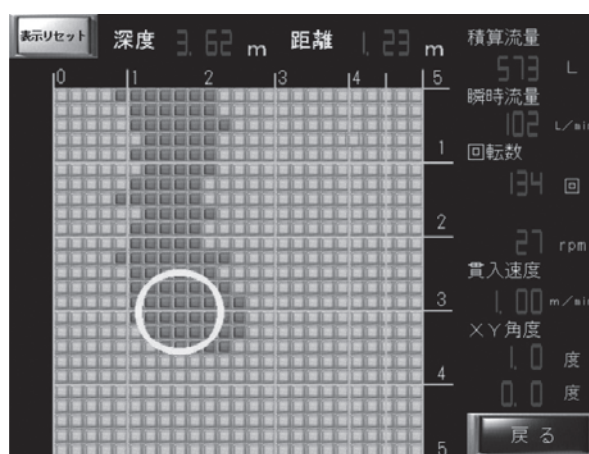 表示リセット 深度 3.62 m 距離 1.23 m
積算流量
573 L
瞬時流量
102 L/min
回転数
134 回
27 rpm
貫入速度
1.00 m/min
XY角度
1.0 度
0.0 度
戻る
0 1 2 3 4 5
1
2
3
4
5